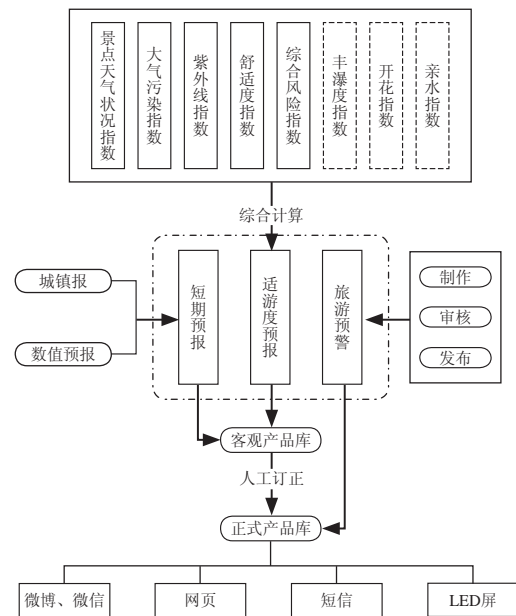 景点天气状况指数
大气污染指数
紫外线指数
舒适度指数
综合风险指数
丰瀑度指数
开花指数
亲水指数
综合计算
城镇报
数值预报
短期预报
适游度预报
旅游预警
制作
审核
发布
客观产品库
人工订正
正式产品库
微博、微信
网页
短信
LED屏